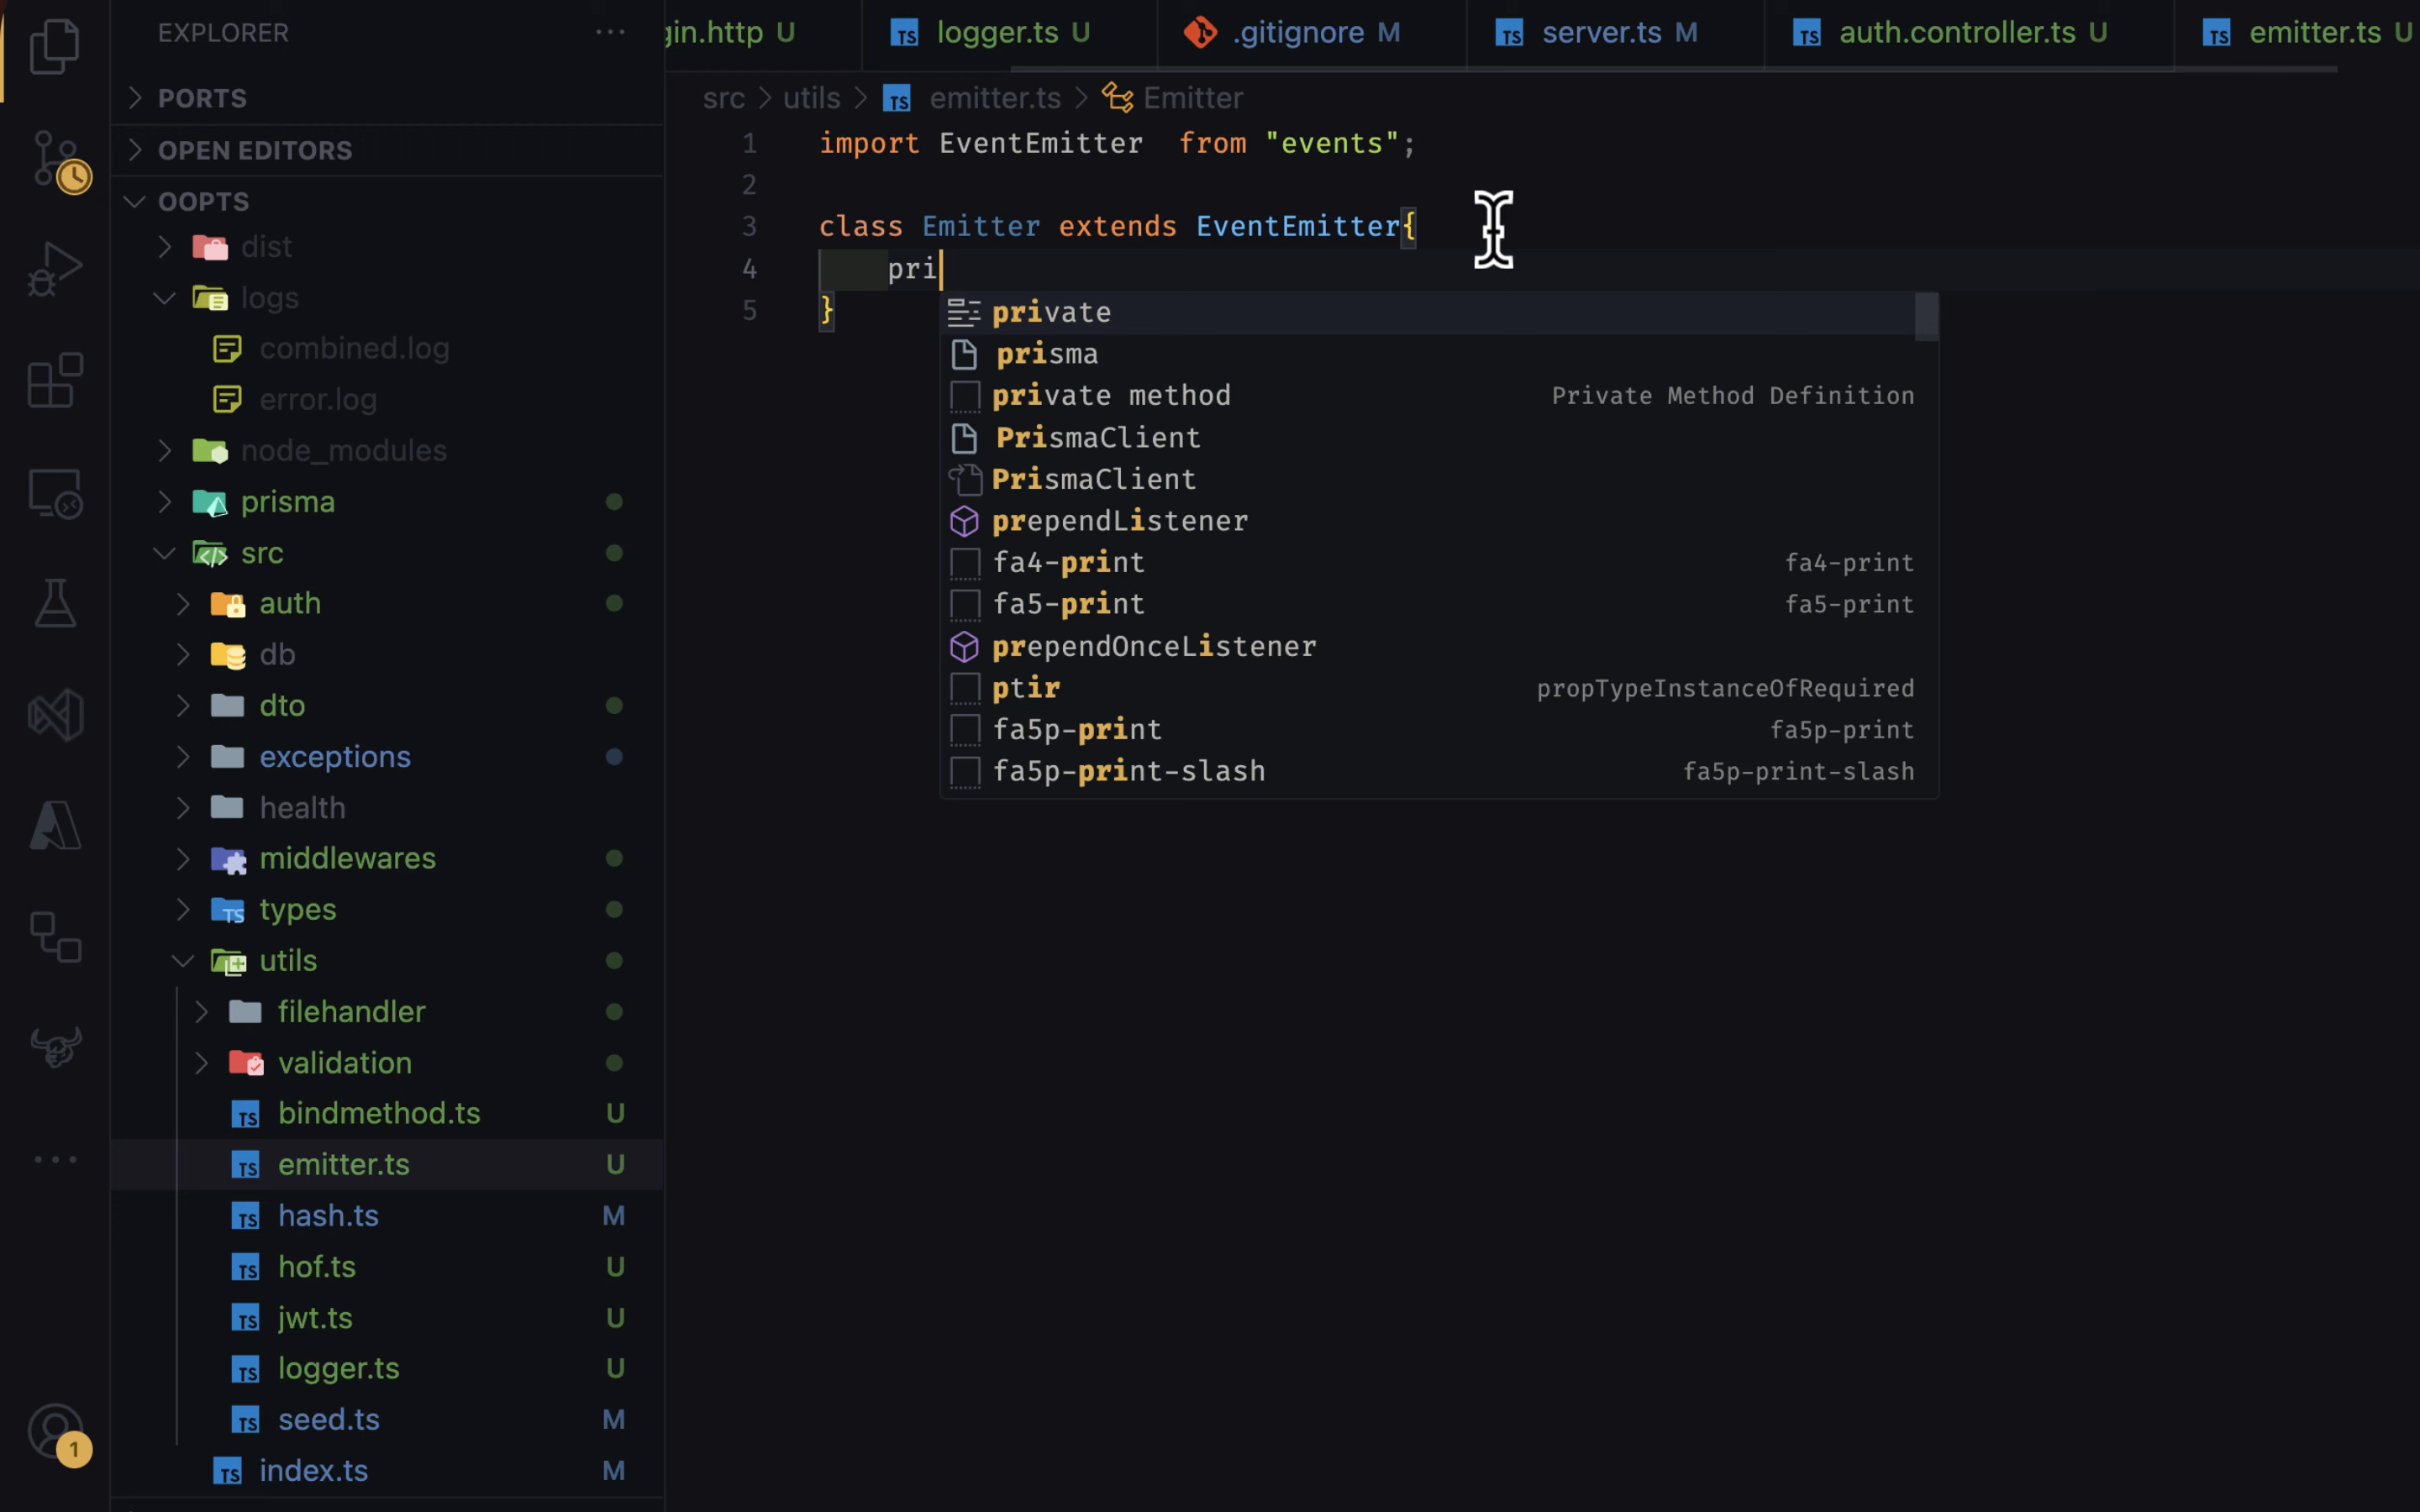 EXPLORER
PORTS
OPEN EDITORS
OOPTS
dist
logs
combined.log
error.log
node_modules
prisma
src
auth
db
dto
exceptions
health
middlewares
types
utils
filehandler
validation
bindmethod.ts U
emitter.ts U
hash.ts M
hof.ts U
jwt.ts U
logger.ts U
seed.ts M
index.ts M
1
gin.http U
logger.ts U
.gitignore M
server.ts M
auth.controller.ts U
emitter.ts U
src > utils > TS emitter.ts > Emitter
1 import EventEmitter  from "events";
2
3 class Emitter extends EventEmitter{
4 pri
5 }
private
prisma
private method Private Method Definition
PrismaClient
PrismaClient
prependListener
fa4-print fa4-print
fa5-print fa5-print
prependOnceListener
ptir propTypeInstanceOfRequired
fa5p-print fa5p-print
fa5p-print-slash fa5p-print-slash